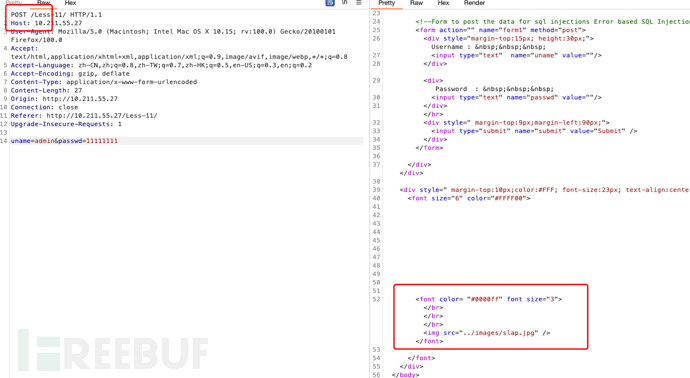 Pretty Raw Hex
\n
1 POST /Less-11/ HTTP/1.1
2 Host: 10.211.55.27
3 User-Agent: Mozilla/5.0 (Macintosh; Intel Mac OS X 10.15; rv:100.0) Gecko/20100101
Firefox/100.0
4 Accept:
text/html,application/xhtml+xml,application/xml;q=0.9,image/avif,image/webp,*/*;q=0.8
5 Accept-Language: zh-CN,zh;q=0.8,zh-TW;q=0.7,zh-HK;q=0.5,en-US;q=0.3,en;q=0.2
6 Accept-Encoding: gzip, deflate
7 Content-Type: application/x-www-form-urlencoded
8 Content-Length: 27
9 Origin: http://10.211.55.27
10 Connection: close
11 Referer: http://10.211.55.27/Less-11/
12 Upgrade-Insecure-Requests: 1
13
14 uname=admin&passwd=11111111
FREEBUF
Pretty Raw Hex Render
24 <!--Form to post the data for sql injections Error based SQL Injectio
25 <form action="" name="form1" method="post">
26 <div style="margin-top:15px; height:30px;">
Username : &nbsp;&nbsp;&nbsp;
27 <input type="text" name="uname" value=""/>
28 </div>
29
30 <div>
Password : &nbsp;&nbsp;&nbsp;
31 <input type="text" name="passwd" value=""/>
32 </div>
33 </br>
32 <div style=" margin-top:9px;margin-left:90px;">
33 <input type="submit" name="submit" value="Submit" />
34 </div>
35 </form>
36
37 </div>
</div>
38
39 <div style=" margin-top:10px;color:#FFF; font-size:23px; text-align:cente
40 <font size="6" color="#FFFF00">
41
42
43
44
45
46
47
48
49
50
51
52 <font color= "#0000ff" font size="3">
</br>
</br>
</br>
<img src="../images/slap.jpg" />
</font>
53
54 </font>
55 </div>
56 </body>